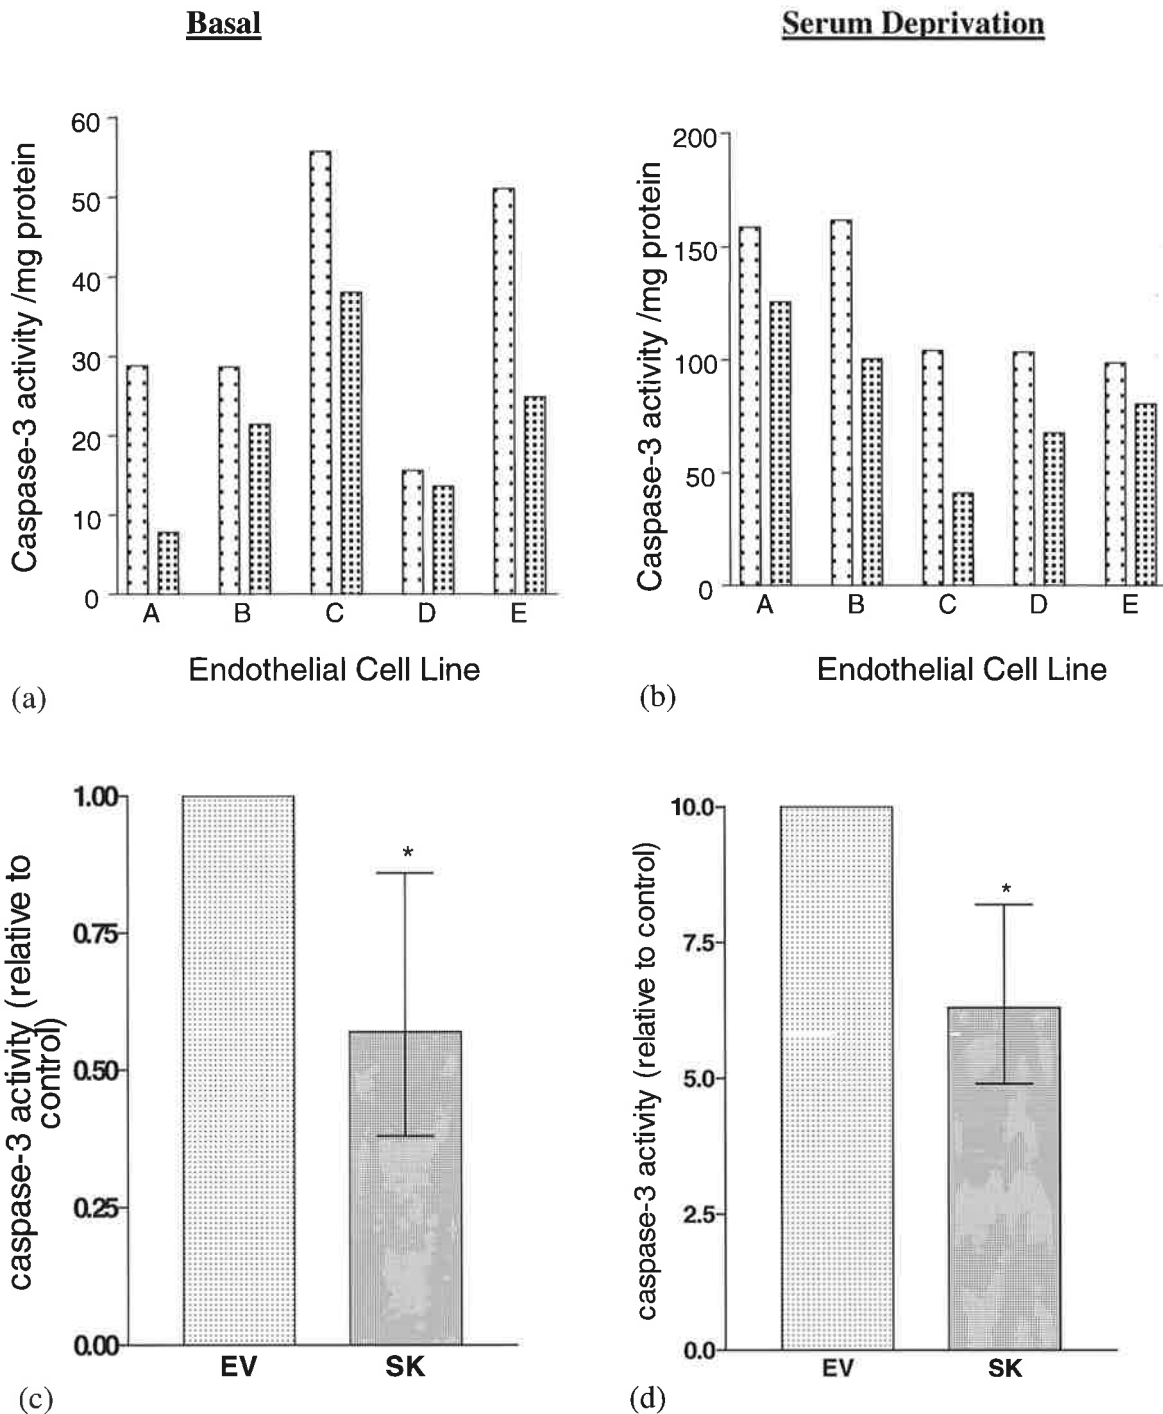 Basal
Serum Deprivation
60
50
40
30
20
10
0
Caspase-3 activity /mg protein
A B C D E
Endothelial Cell Line
(a)
200
150
100
50
0
Caspase-3 activity /mg protein
A B C D E
Endothelial Cell Line
(b)
1.00
0.75
0.50
0.25
0.00
caspase-3 activity (relative to
control)
*
EV SK
(c)
10.0
7.5
5.0
2.5
0.0
caspase-3 activity (relative to control)
*
EV SK
(d)